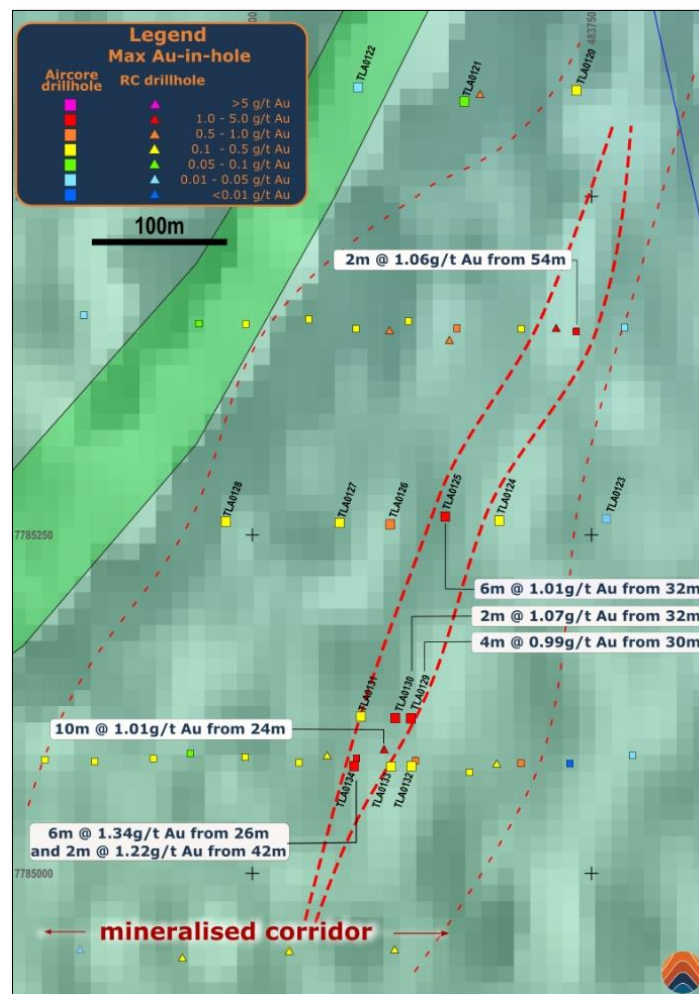 Legend
Max Au-in-hole
Aircore drillhole
RC drillhole
>5 g/t Au
1.0 - 5.0 g/t Au
0.5 - 1.0 g/t Au
0.1 - 0.5 g/t Au
0.05 - 0.1 g/t Au
0.01 - 0.05 g/t Au
<0.01 g/t Au
100m
TLA0122
TLA0121
TLA0120
483750
2m @ 1.06g/t Au from 54m
TLA0128
TLA0127
TLA0126
TLA0125
TLA0124
TLA0123
7785250
6m @ 1.01g/t Au from 32m
2m @ 1.07g/t Au from 32m
4m @ 0.99g/t Au from 30m
TLA0131
TLA0130
TLA0129
10m @ 1.01g/t Au from 24m
TLA0134
TLA0133
TLA0132
6m @ 1.34g/t Au from 26m
and 2m @ 1.22g/t Au from 42m
7785000
mineralised corridor